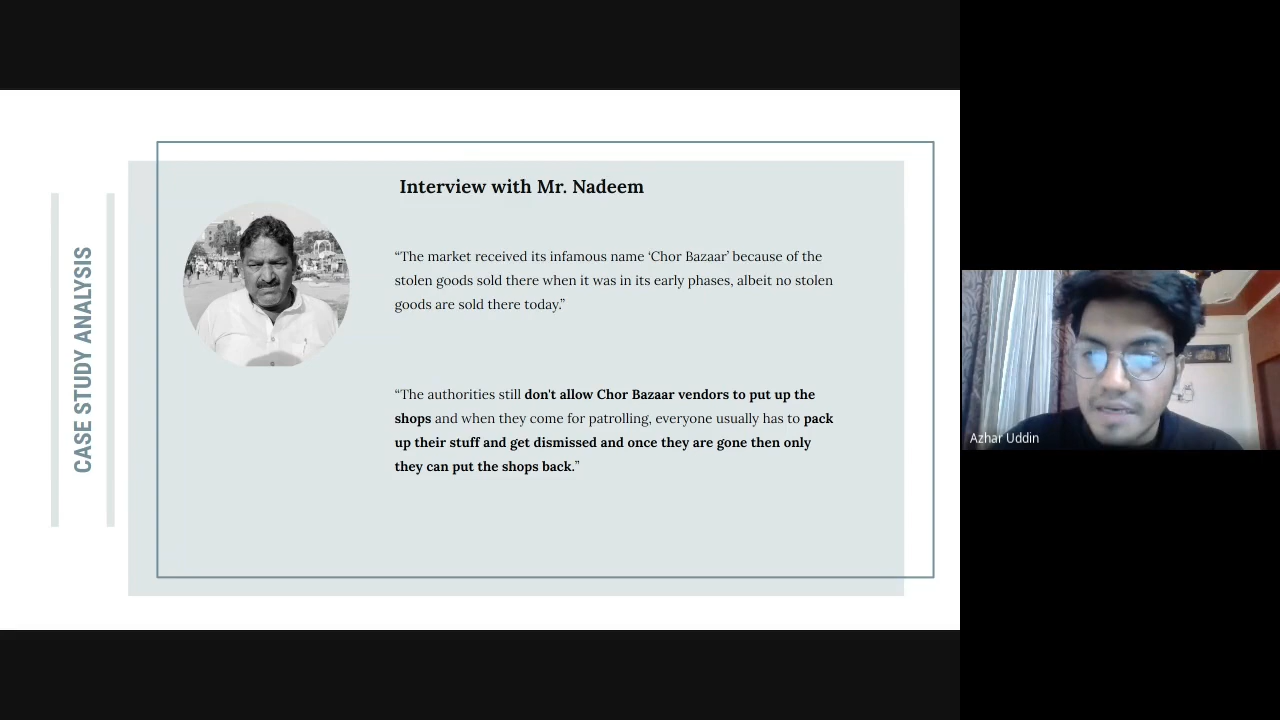 CASE STUDY ANALYSIS
Interview with Mr. Nadeem
“The market received its infamous name ‘Chor Bazaar’ because of the
stolen goods sold there when it was in its early phases, albeit no stolen
goods are sold there today.”
“The authorities still don't allow Chor Bazaar vendors to put up the
shops and when they come for patrolling, everyone usually has to pack
up their stuff and get dismissed and once they are gone then only
they can put the shops back.”
Azhar Uddin